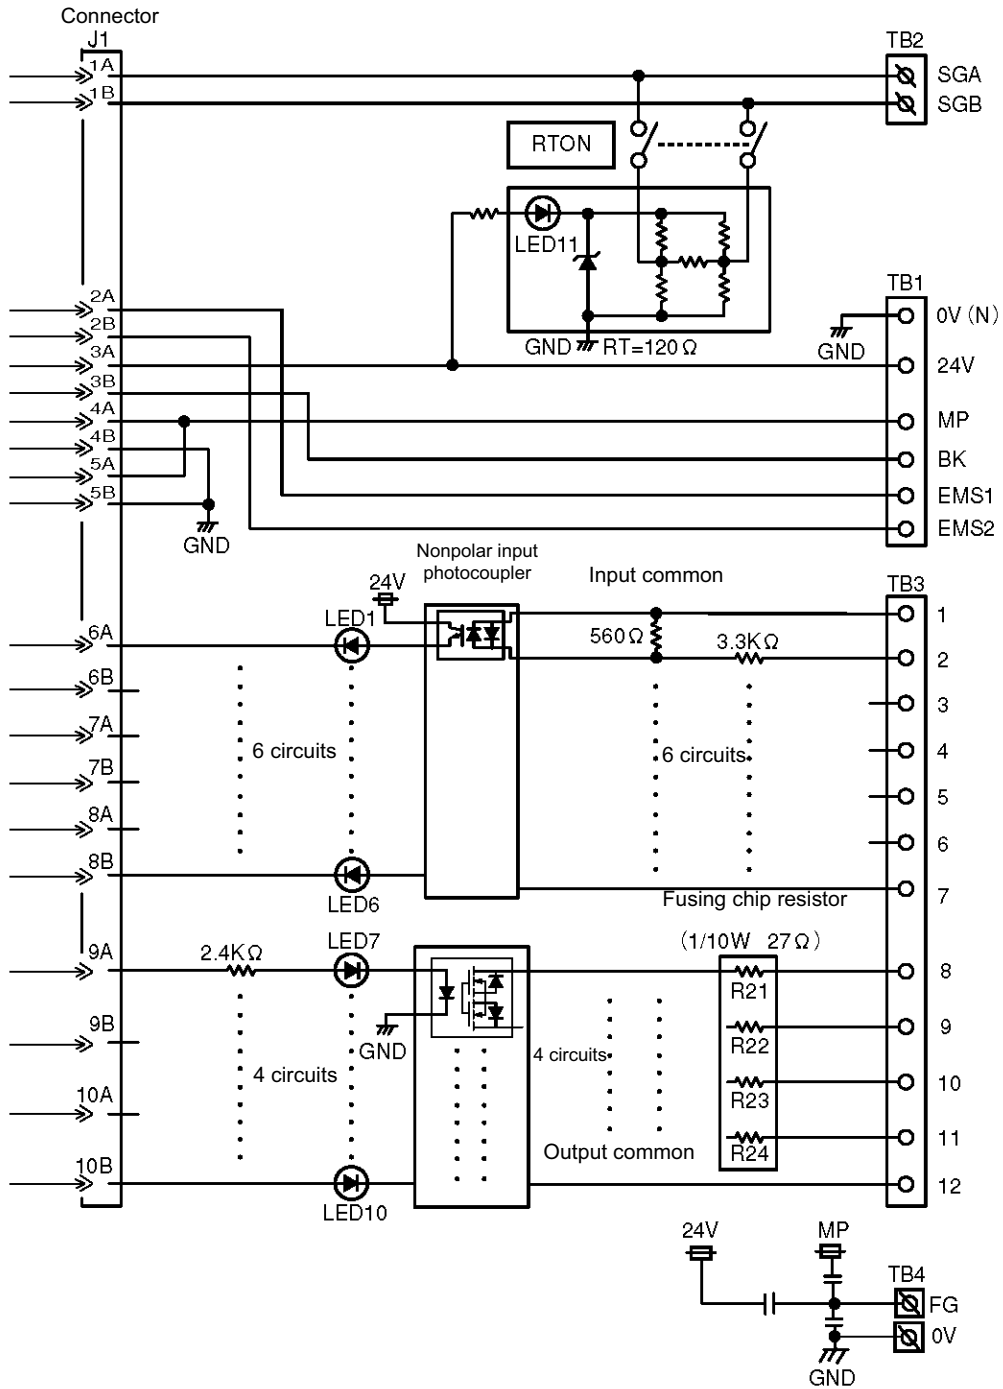 Connector
J1
TB2
1A
SGA
1B
SGB
RTON
LED11
TB1
2A
0V (N)
2B
GND RT=120Ω
GND
3A
24V
3B
4A
MP
4B
BK
5A
5B
EMS1
GND
EMS2
Nonpolar input
photocoupler
24V
Input common
TB3
LED1
1
6A
560Ω
3.3KΩ
2
6B
3
7A
6 circuits
6 circuits
4
7B
5
8A
6
8B
LED6
7
Fusing chip resistor
(1/10W 27Ω)
9A
2.4KΩ
LED7
8
R21
9B
GND
9
R22
4 circuits
4 circuits
10A
10
R23
11
Output common
R24
10B
12
LED10
24V
MP
TB4
FG
0V
GND